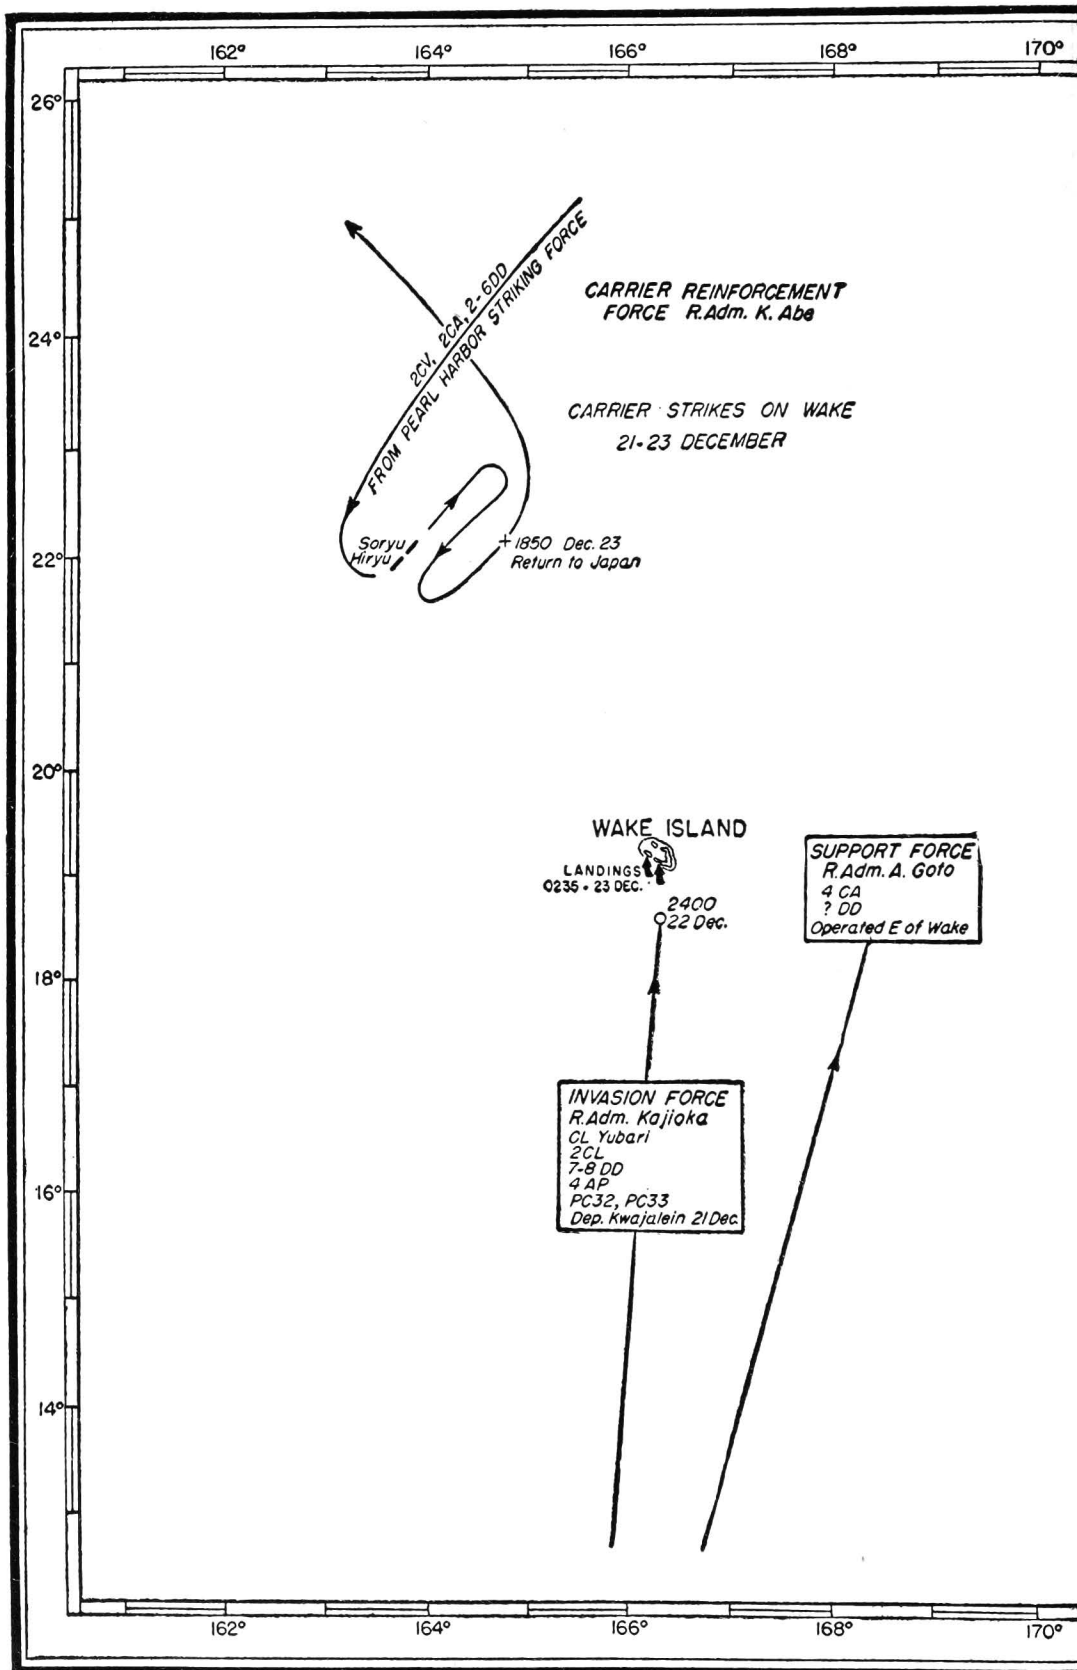 162° 164° 166° 168° 170°
26°
24°
22°
20°
18°
16°
14°
2CV, 2CA, 2-6DD
FROM PEARL HARBOR STRIKING FORCE
CARRIER REINFORCEMENT
FORCE R.Adm. K. Abe
CARRIER STRIKES ON WAKE
21-23 DECEMBER
Soryu
Hiryu
+1850 Dec. 23
Return to Japan
WAKE ISLAND
LANDINGS
0235 • 23 DEC.
2400
22 Dec.
SUPPORT FORCE
R.Adm. A. Goto
4 CA
? DD
Operated E of Wake
INVASION FORCE
R.Adm. Kajioka
CL Yubari
2CL
7-8 DD
4 AP
PC32, PC33
Dep. Kwajalein 21 Dec.
162° 164° 166° 168° 170°